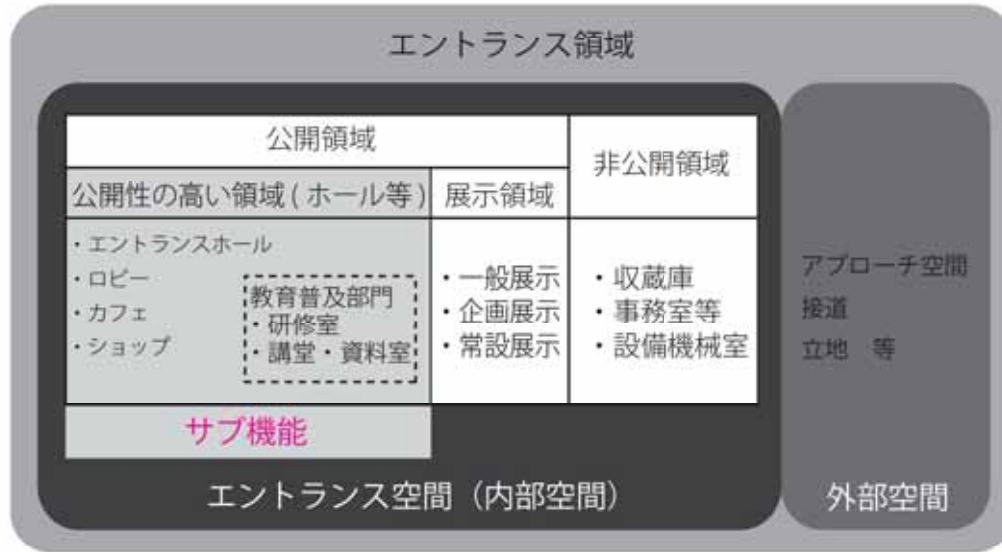 エントランス領域
公開領域
非公開領域
公開性の高い領域 ( ホール等 )
展示領域
・エントランスホール
・ロビー
・カフェ
・ショップ
教育普及部門
・研修室
・講堂・資料室
・一般展示
・企画展示
・常設展示
・収蔵庫
・事務室等
・設備機械室
アプローチ空間
接道
立地　等
サブ機能
エントランス空間（内部空間）
外部空間